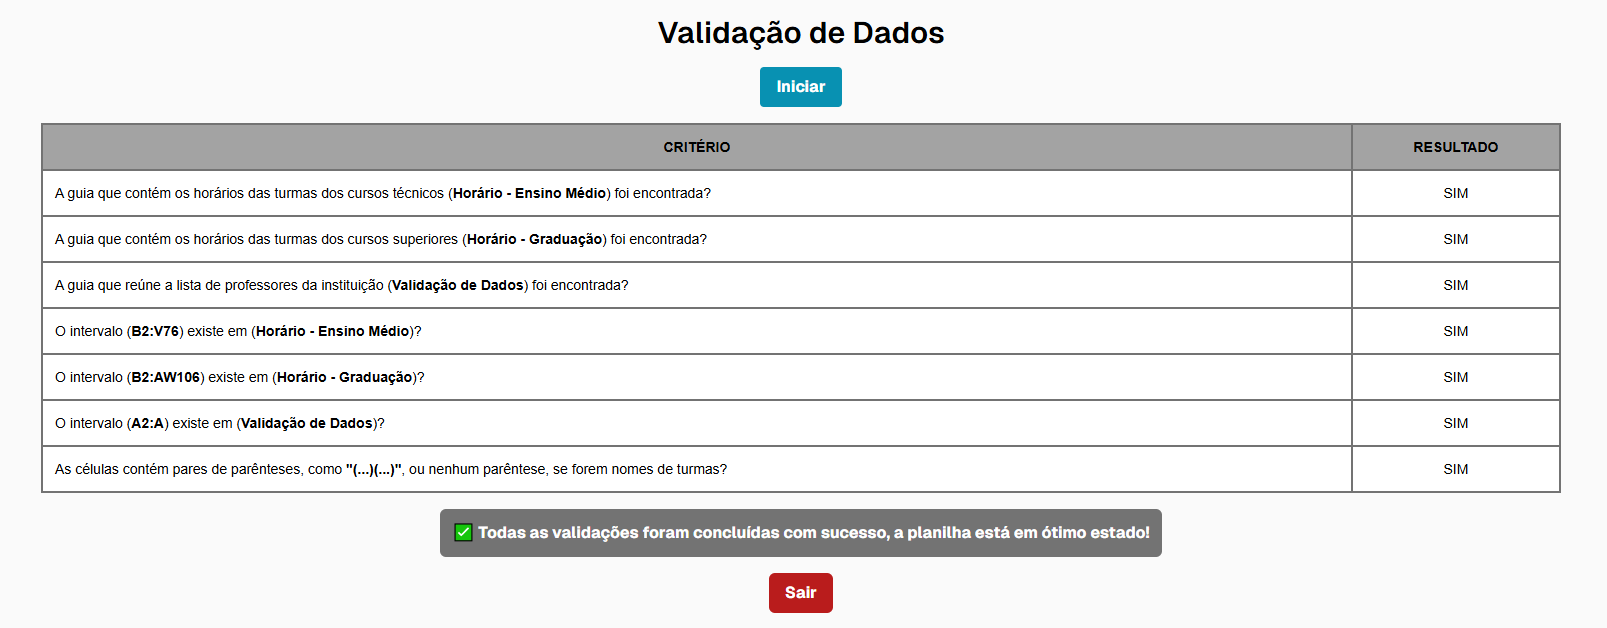 Validação de Dados
Iniciar
CRITÉRIO RESULTADO
A guia que contém os horários das turmas dos cursos técnicos (Horário - Ensino Médio) foi encontrada? SIM
A guia que contém os horários das turmas dos cursos superiores (Horário - Graduação) foi encontrada? SIM
A guia que reúne a lista de professores da instituição (Validação de Dados) foi encontrada? SIM
O intervalo (B2:V76) existe em (Horário - Ensino Médio)? SIM
O intervalo (B2:AW106) existe em (Horário - Graduação)? SIM
O intervalo (A2:A) existe em (Validação de Dados)? SIM
As células contém pares de parênteses, como "(...)(...)", ou nenhum parêntese, se forem nomes de turmas? SIM
✅ Todas as validações foram concluídas com sucesso, a planilha está em ótimo estado!
Sair